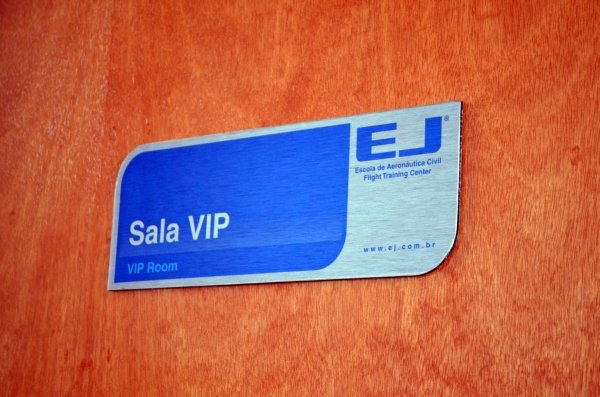 Sala VIP
VIP Room
EJ®
Escola de Aeronáutica Civil
Flight Training Center
www.ej.com.br